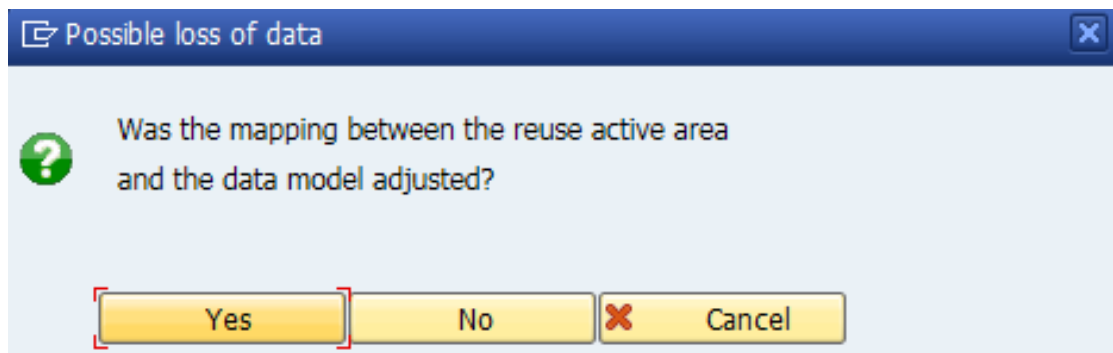 Possible loss of data
Was the mapping between the reuse active area
and the data model adjusted?
Yes No Cancel